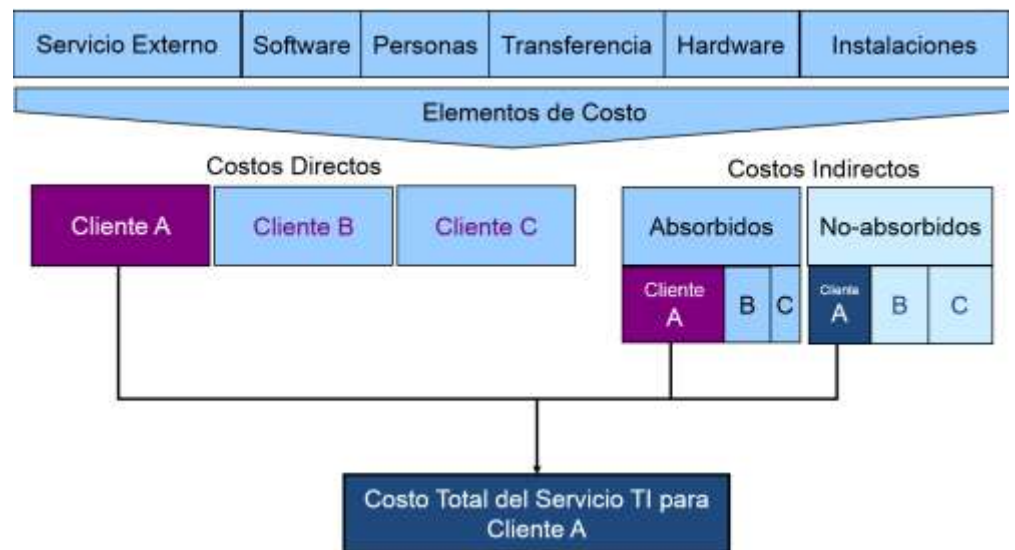 Servicio Externo
Software
Personas
Transferencia
Hardware
Instalaciones
Elementos de Costo
Costos Directos
Costos Indirectos
Cliente A
Cliente B
Cliente C
Absorbidos
No-absorbidos
Cliente
A
B
C
Cliente
A
B
C
Costo Total del Servicio TI para
Cliente A